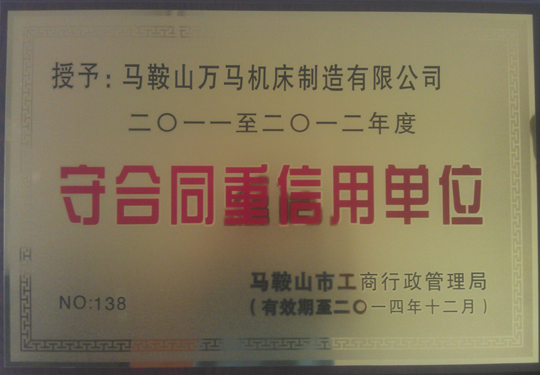 授予：马鞍山万马机床制造有限公司
二〇一一至二〇一二年度
守合同重信用单位
马鞍山市工商行政管理局
NO:138
（有效期至二〇一四年十二月）